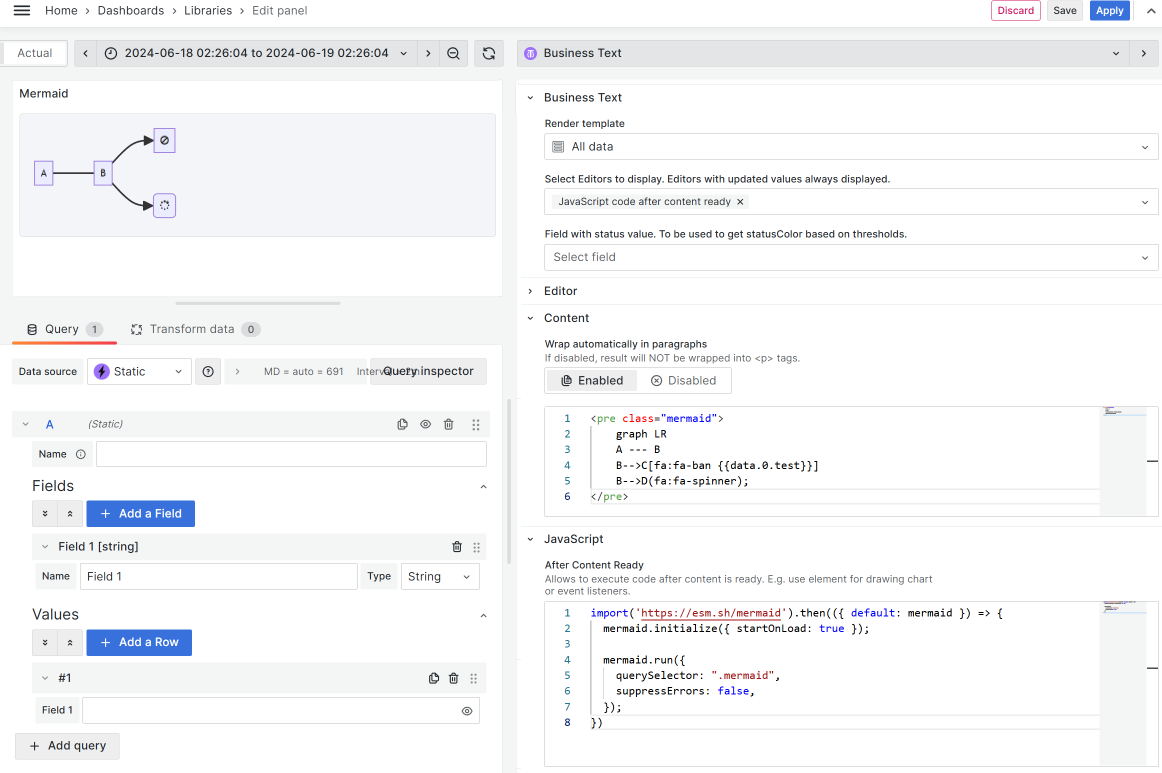 Home > Dashboards > Libraries > Edit panel
Discard Save Apply
Actual
2024-06-18 02:26:04 to 2024-06-19 02:26:04
Business Text
Mermaid
A B
Query 1 Transform data 0
Data source Static MD = auto = 691 Query inspector
A (Static)
Name
Fields
+ Add a Field
Field 1 [string]
Name Field 1 Type String
Values
+ Add a Row
#1
Field 1
+ Add query
Business Text
Render template
All data
Select Editors to display. Editors with updated values always displayed.
JavaScript code after content ready ×
Field with status value. To be used to get statusColor based on thresholds.
Select field
Editor
Content
Wrap automatically in paragraphs
If disabled, result will NOT be wrapped into <p> tags.
Enabled Disabled
1 <pre class="mermaid">
2 graph LR
3 A --- B
4 B-->C[fa:fa-ban {{data.0.test}}]
5 B-->D(fa:fa-spinner);
6 </pre>
JavaScript
After Content Ready
Allows to execute code after content is ready. E.g. use element for drawing chart
or event listeners.
1 import('https://esm.sh/mermaid').then(({ default: mermaid }) => {
2 mermaid.initialize({ startOnLoad: true });
3
4 mermaid.run({
5 querySelector: ".mermaid",
6 suppressErrors: false,
7 });
8 })